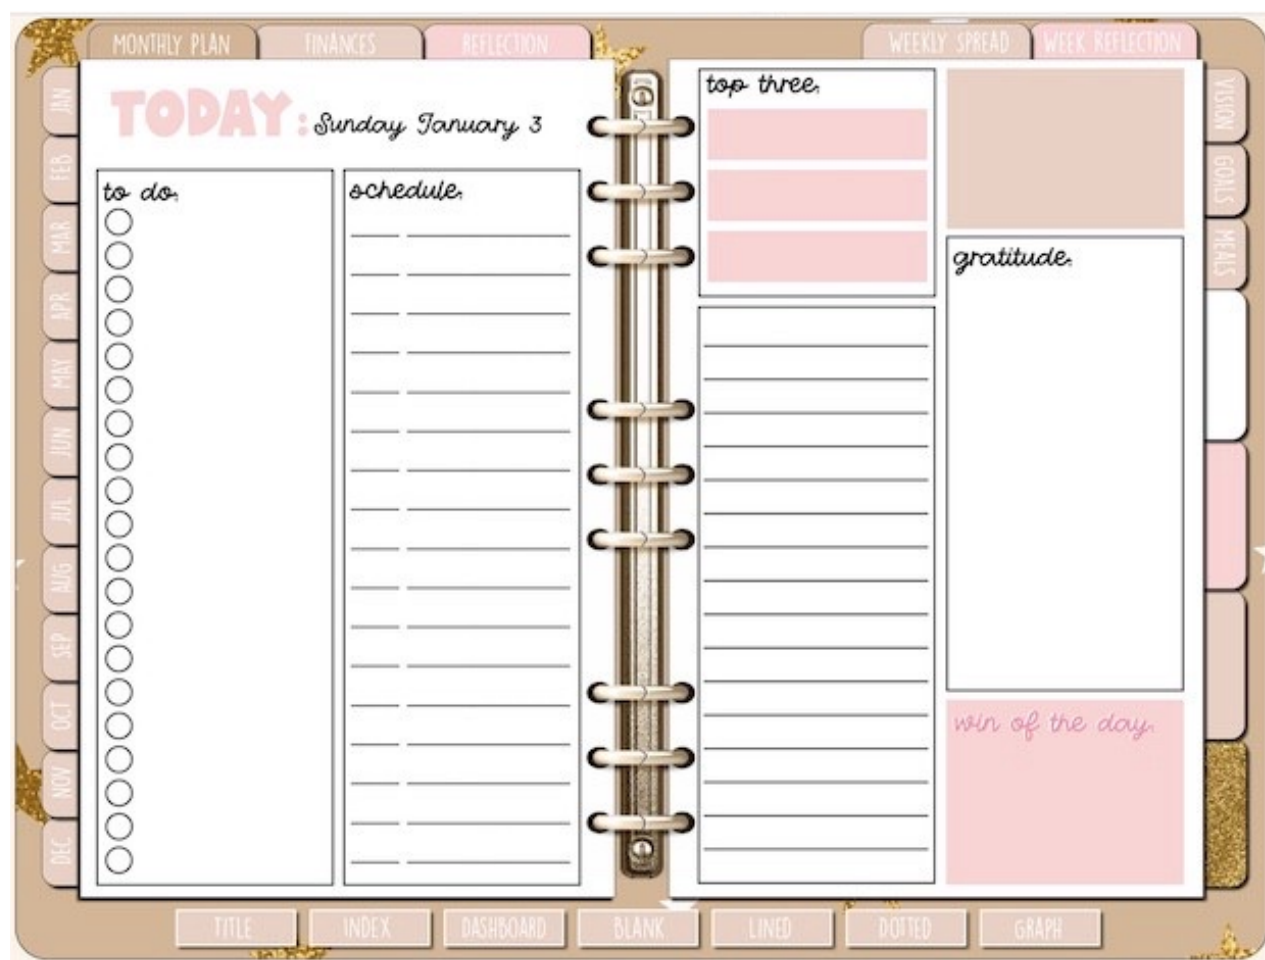 MONTHLY PLAN
FINANCES
REFLECTION
WEEKLY SPREAD
WEEK REFLECTION
JAN
FEB
MAR
APR
MAY
JUN
JUL
AUG
SEP
OCT
NOV
DEC
TODAY: Sunday January 3
to do:
schedule:
top three:
gratitude:
win of the day:
VISION
GOALS
MEALS
TITLE
INDEX
DASHBOARD
BLANK
LINED
DOTTED
GRAPH